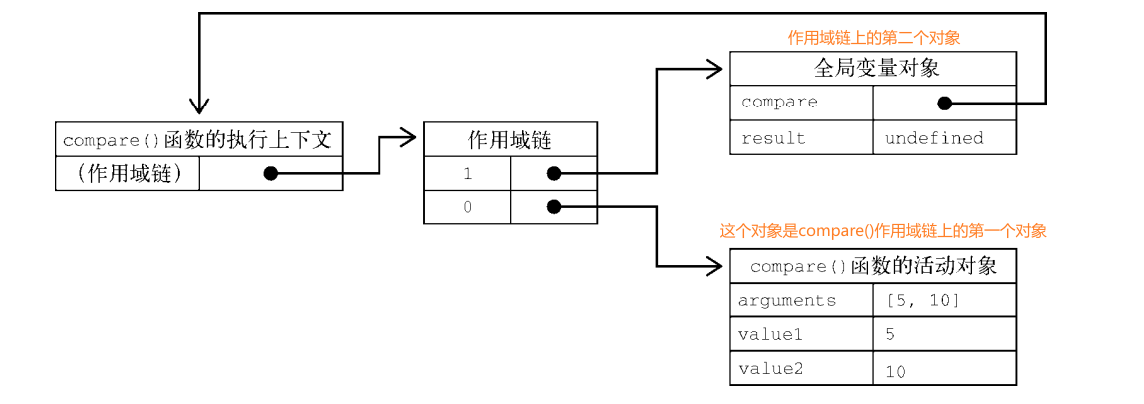 作用域链上的第二个对象
全局变量对象
compare
result undefined
compare()函数的执行上下文
(作用域链)
作用域链
1
0
这个对象是compare()作用域链上的第一个对象
compare()函数的活动对象
arguments [5, 10]
value1 5
value2 10